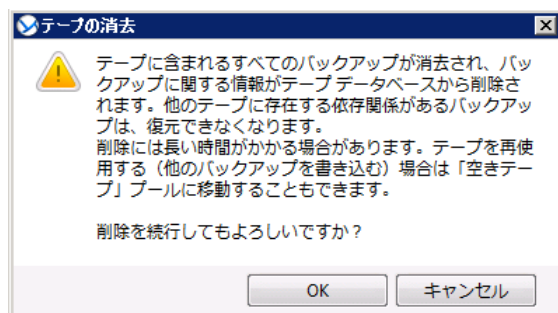 テープの消去
テープに含まれるすべてのバックアップが消去され、バッ
クアップに関する情報がテープ データベースから削除さ
れます。他のテープに存在する依存関係があるバックアッ
プは、復元できなくなります。
削除には長い時間がかかる場合があります。テープを再使
用する（他のバックアップを書き込む）場合は「空きテー
プ」プールに移動することもできます。
削除を続行してもよろしいですか？
OK
キャンセル